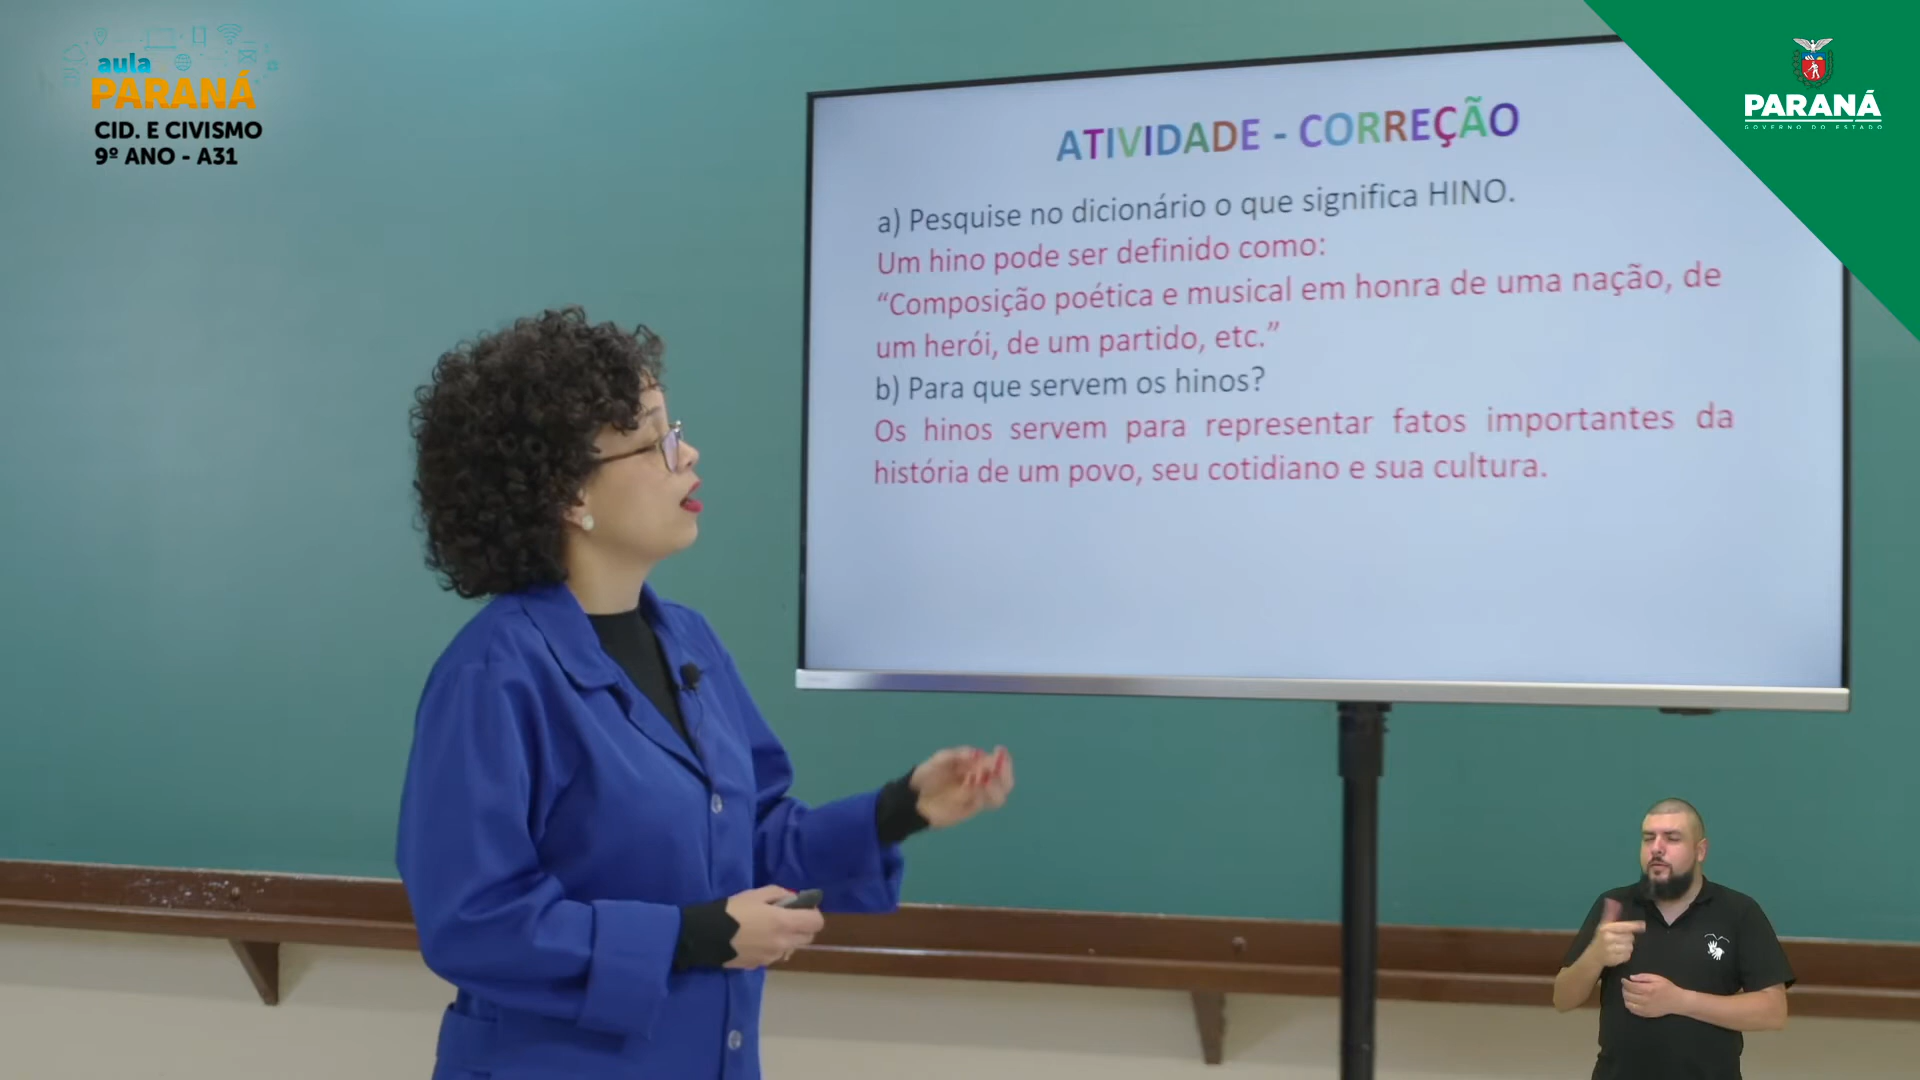 aula
PARANÁ
CID. E CIVISMO
9º ANO - A31
PARANÁ
GOVERNO DO ESTADO
ATIVIDADE - CORREÇÃO
a) Pesquise no dicionário o que significa HINO.
Um hino pode ser definido como:
“Composição poética e musical em honra de uma nação, de
um herói, de um partido, etc.”
b) Para que servem os hinos?
Os hinos servem para representar fatos importantes da
história de um povo, seu cotidiano e sua cultura.